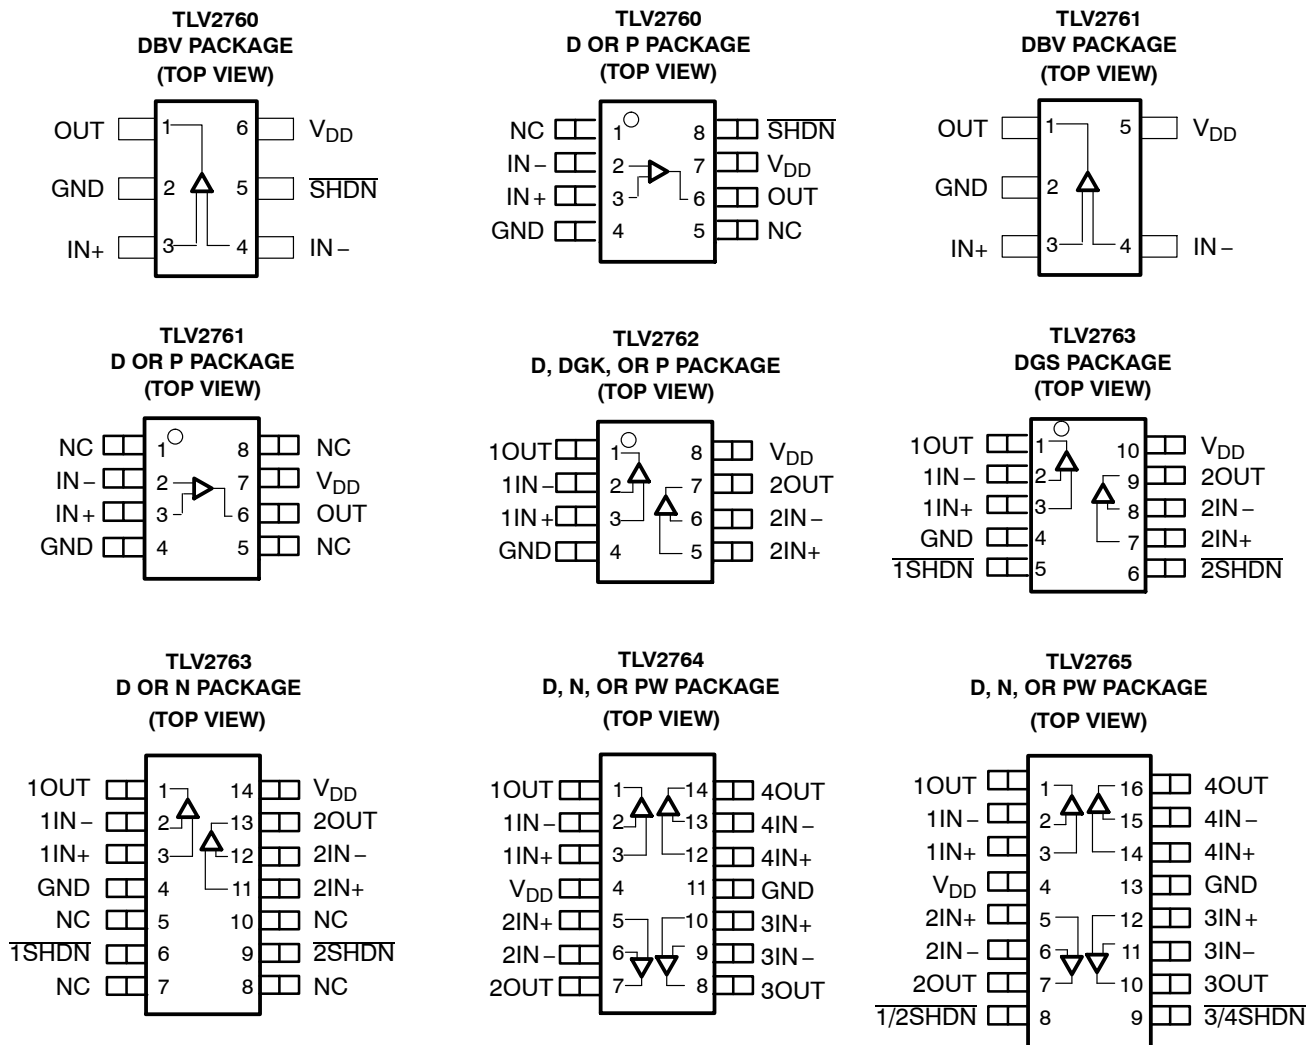 TLV2760
DBV PACKAGE
(TOP VIEW)
OUT 1 6 VDD
GND 2 5 SHDN
IN+ 3 4 IN−
TLV2760
D OR P PACKAGE
(TOP VIEW)
NC 1 8 SHDN
IN− 2 7 VDD
IN+ 3 6 OUT
GND 4 5 NC
TLV2761
DBV PACKAGE
(TOP VIEW)
OUT 1 5 VDD
GND 2
IN+ 3 4 IN−
TLV2761
D OR P PACKAGE
(TOP VIEW)
NC 1 8 NC
IN− 2 7 VDD
IN+ 3 6 OUT
GND 4 5 NC
TLV2762
D, DGK, OR P PACKAGE
(TOP VIEW)
1OUT 1 8 VDD
1IN− 2 7 2OUT
1IN+ 3 6 2IN−
GND 4 5 2IN+
TLV2763
DGS PACKAGE
(TOP VIEW)
1OUT 1 10 VDD
1IN− 2 9 2OUT
1IN+ 3 8 2IN−
GND 4 7 2IN+
1SHDN 5 6 2SHDN
TLV2763
D OR N PACKAGE
(TOP VIEW)
1OUT 1 14 VDD
1IN− 2 13 2OUT
1IN+ 3 12 2IN−
GND 4 11 2IN+
NC 5 10 NC
1SHDN 6 9 2SHDN
NC 7 8 NC
TLV2764
D, N, OR PW PACKAGE
(TOP VIEW)
1OUT 1 14 4OUT
1IN− 2 13 4IN−
1IN+ 3 12 4IN+
VDD 4 11 GND
2IN+ 5 10 3IN+
2IN− 6 9 3IN−
2OUT 7 8 3OUT
TLV2765
D, N, OR PW PACKAGE
(TOP VIEW)
1OUT 1 16 4OUT
1IN− 2 15 4IN−
1IN+ 3 14 4IN+
VDD 4 13 GND
2IN+ 5 12 3IN+
2IN− 6 11 3IN−
2OUT 7 10 3OUT
1/2SHDN 8 9 3/4SHDN